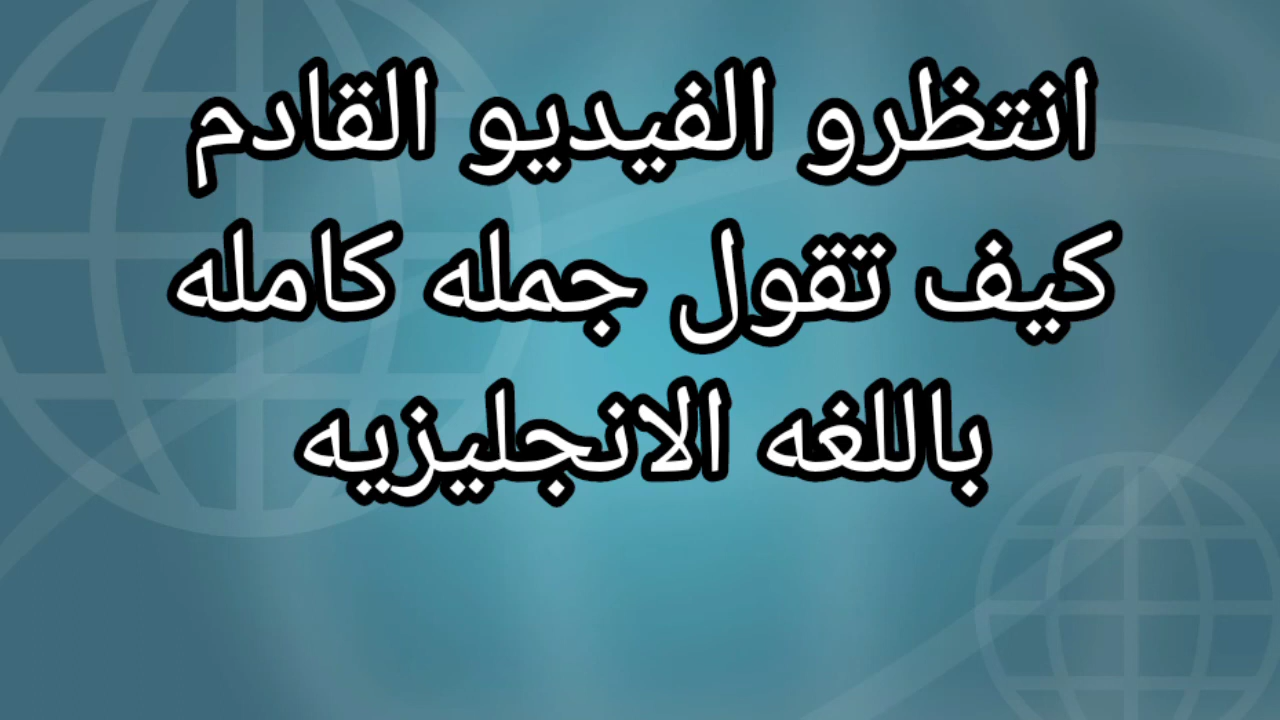 انتظرو الفيديو القادم
كيف تقول جمله كامله
باللغه الانجليزيه